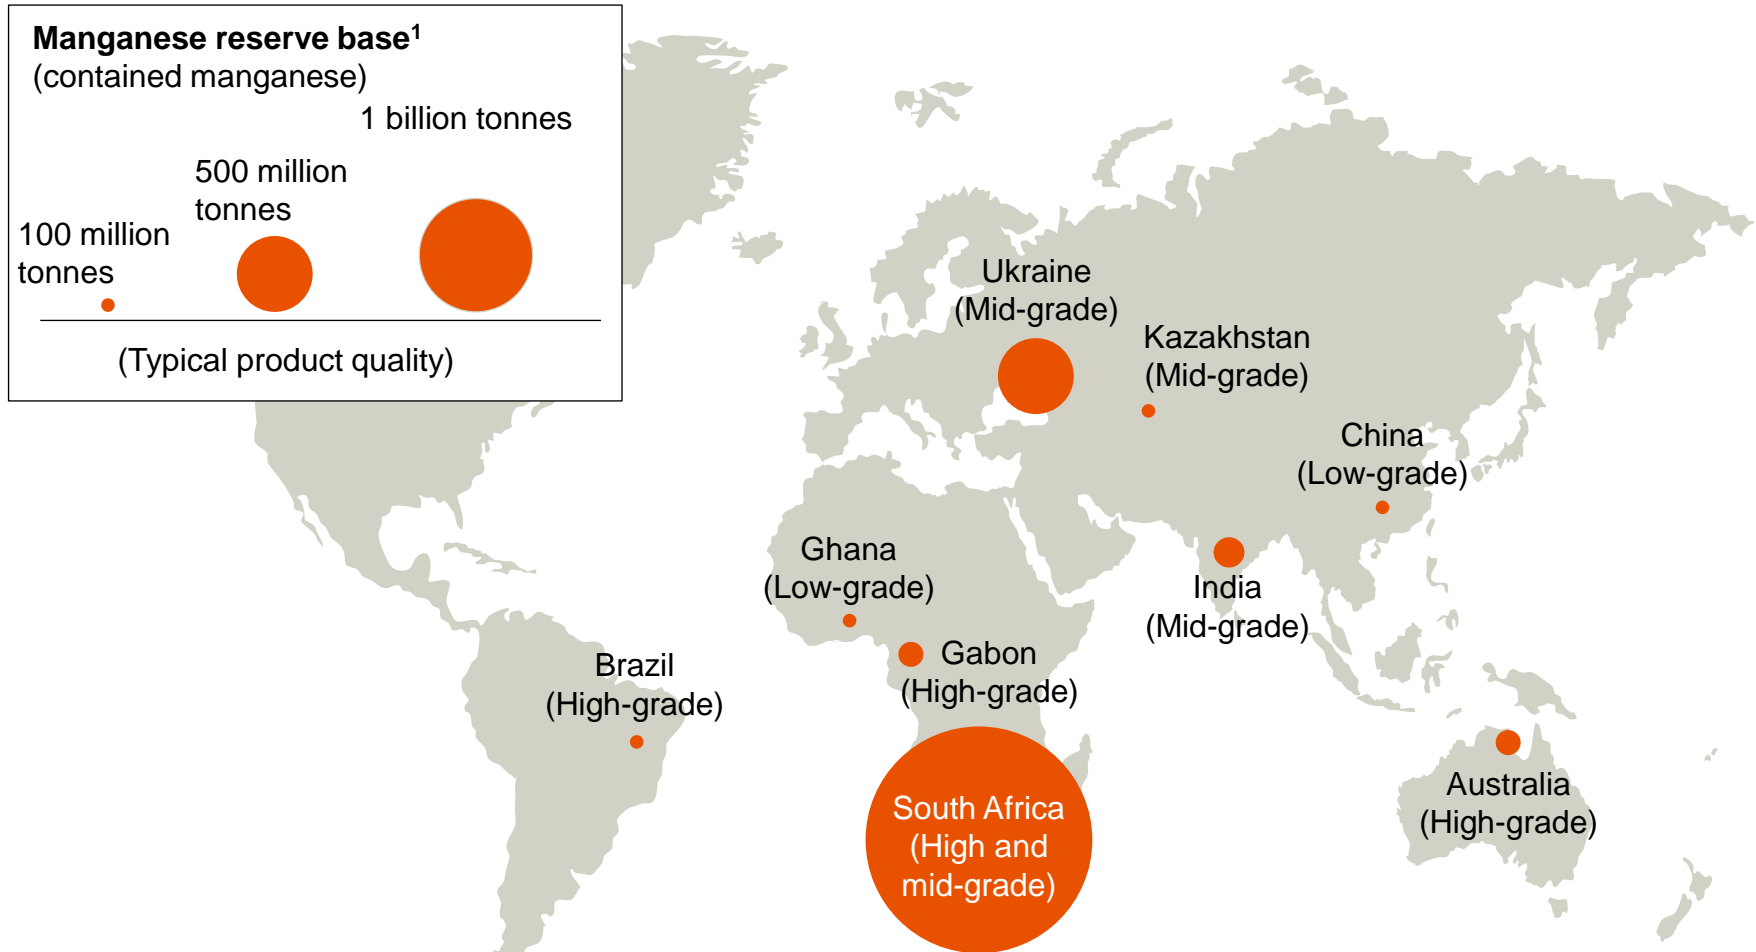 Manganese reserve base1
(contained manganese)
1 billion tonnes
500 million
tonnes
100 million
tonnes
(Typical product quality)
Ukraine
(Mid-grade)
Kazakhstan
(Mid-grade)
China
(Low-grade)
Ghana
(Low-grade)
India
(Mid-grade)
Gabon
(High-grade)
Brazil
(High-grade)
South Africa
(High and
mid-grade)
Australia
(High-grade)